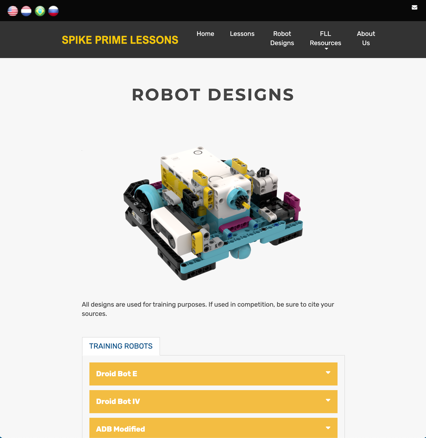 SPIKE PRIME LESSONS
Home
Lessons
Robot
Designs
FLL
Resources
About
Us
ROBOT DESIGNS
All designs are used for training purposes. If used in competition, be sure to cite your
sources.
TRAINING ROBOTS
Droid Bot E
Droid Bot IV
ADB Modified